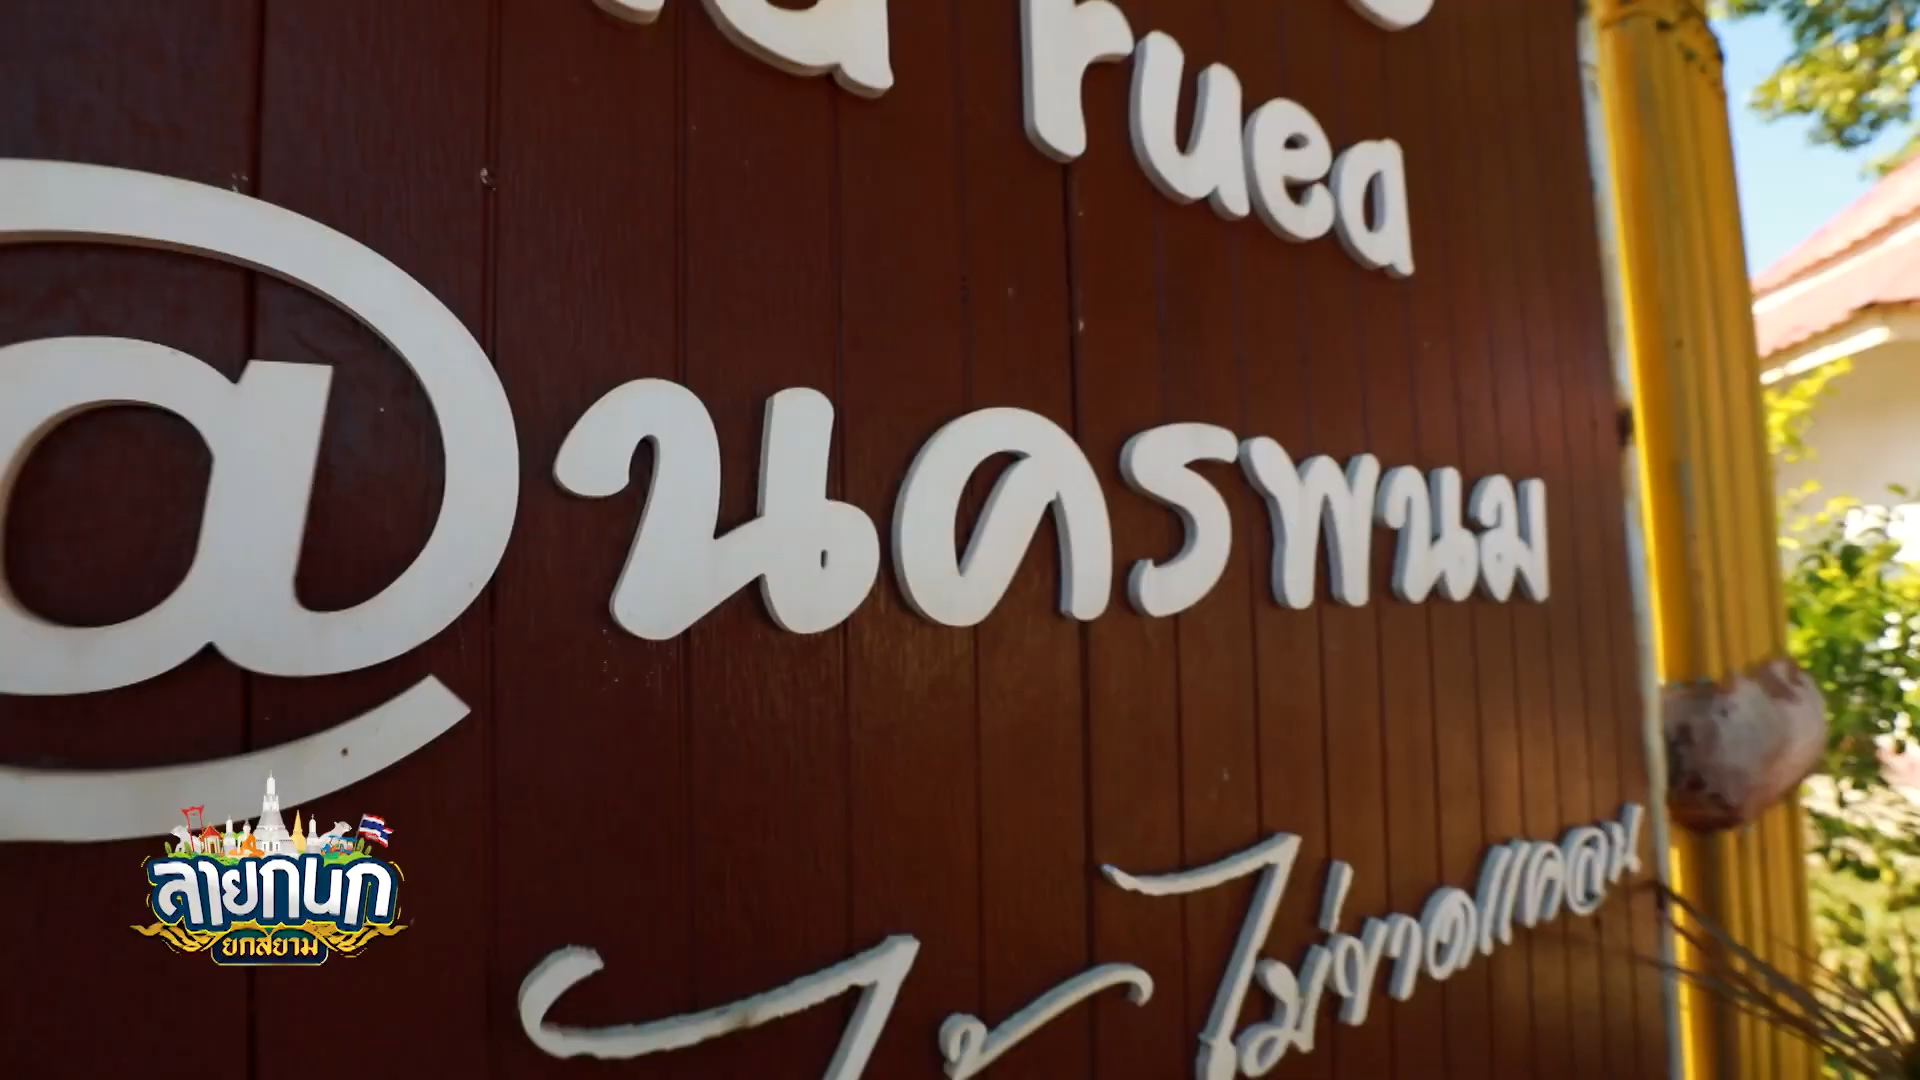 ruea
@นครพนม
ไม่ขาดแคลน
ลายกนก
ยกสยาม